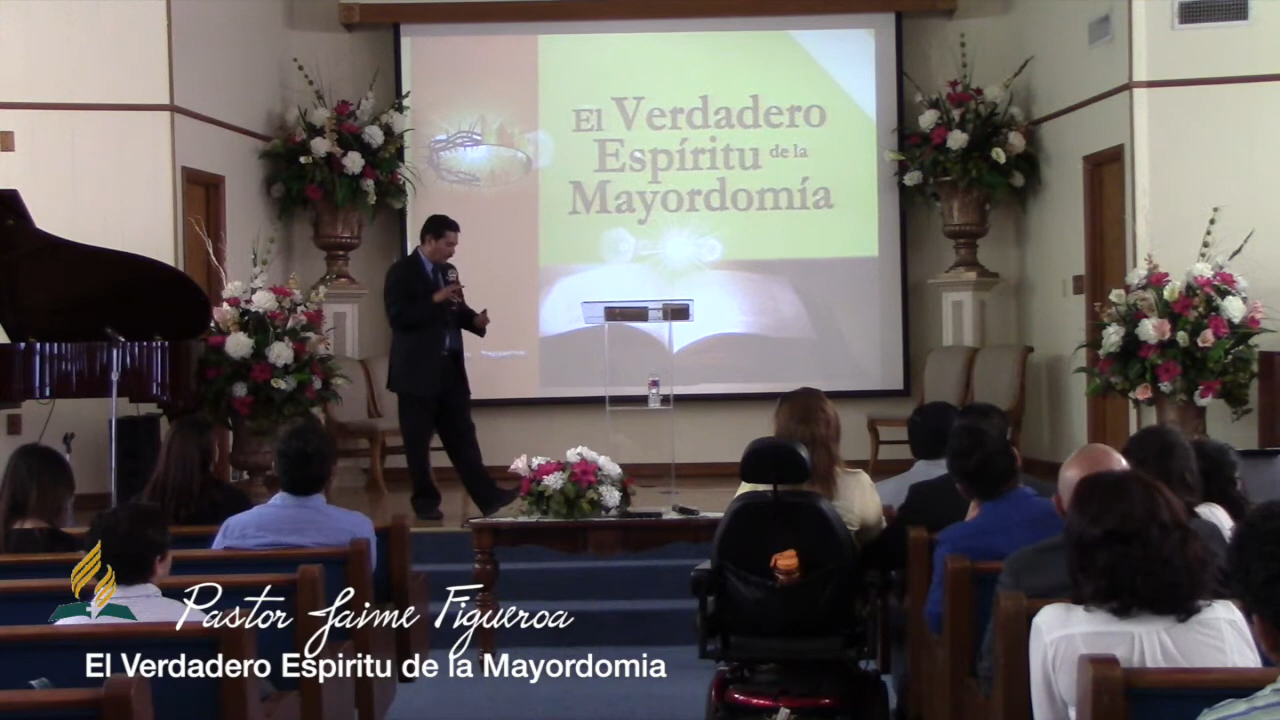 El Verdadero
Espíritu de la
Mayordomía
Pastor Jaime Figueroa
El Verdadero Espiritu de la Mayordomia